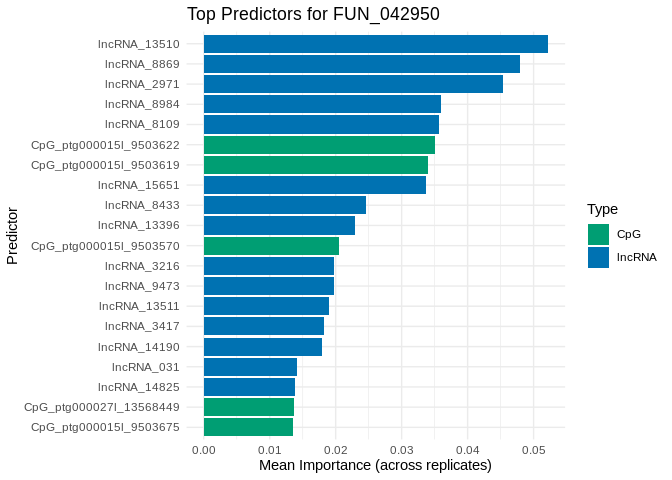 Top Predictors for FUN_042950
Predictor
lncRNA_13510
lncRNA_8869
lncRNA_2971
lncRNA_8984
lncRNA_8109
CpG_ptg000015l_9503622
CpG_ptg000015l_9503619
lncRNA_15651
lncRNA_8433
lncRNA_13396
CpG_ptg000015l_9503570
lncRNA_3216
lncRNA_9473
lncRNA_13511
lncRNA_3417
lncRNA_14190
lncRNA_031
lncRNA_14825
CpG_ptg000027l_13568449
CpG_ptg000015l_9503675
0.00 0.01 0.02 0.03 0.04 0.05
Mean Importance (across replicates)
Type
CpG
lncRNA